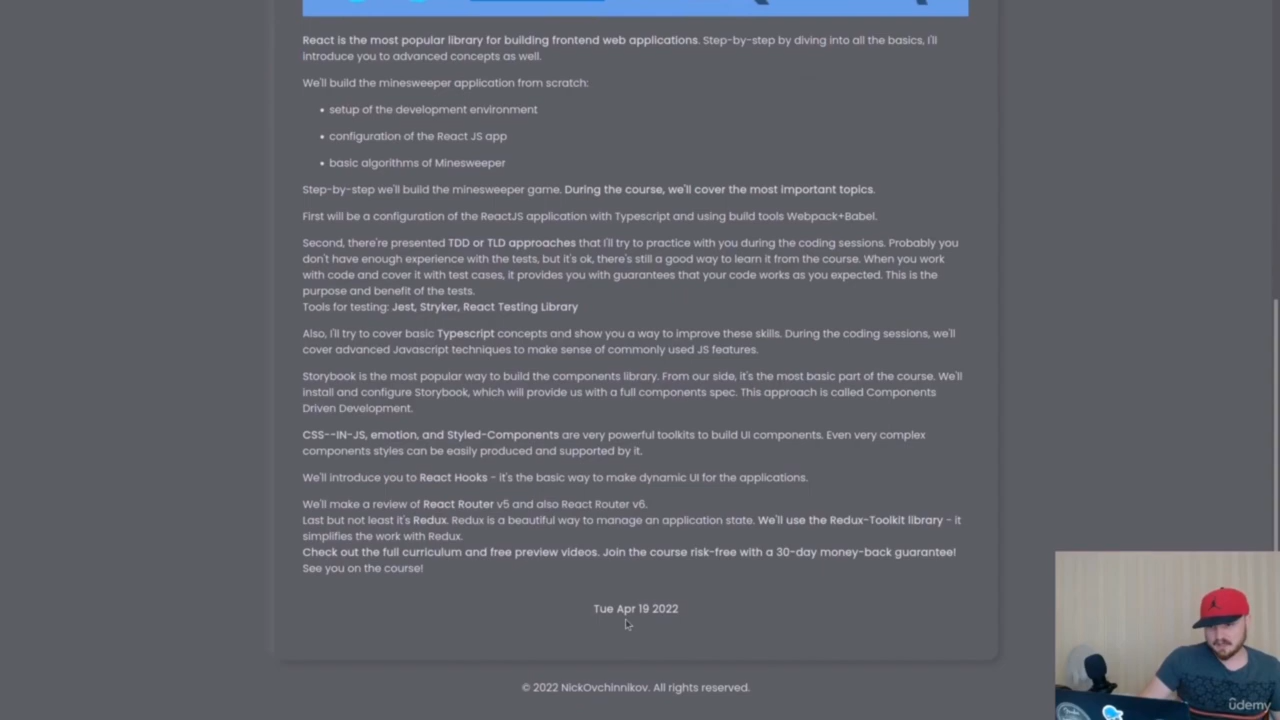 React is the most popular library for building frontend web applications. Step-by-step by diving into all the basics, I'll
introduce you to advanced concepts as well.
We'll build the minesweeper application from scratch:
• setup of the development environment
• configuration of the React JS app
• basic algorithms of Minesweeper
Step-by-step we'll build the minesweeper game. During the course, we'll cover the most important topics.
First will be a configuration of the ReactJS application with Typescript and using build tools Webpack+Babel.
Second, there're presented TDD or TLD approaches that I'll try to practice with you during the coding sessions. Probably you
don't have enough experience with the tests, but it's ok, there's still a good way to learn it from the course. When you work
with code and cover it with test cases, it provides you with guarantees that your code works as you expected. This is the
purpose and benefit of the tests.
Tools for testing: Jest, Stryker, React Testing Library
Also, I'll try to cover basic Typescript concepts and show you a way to improve these skills. During the coding sessions, we'll
cover advanced Javascript techniques to make sense of commonly used JS features.
Storybook is the most popular way to build the components library. From our side, it's the most basic part of the course. We'll
install and configure Storybook, which will provide us with a full components spec. This approach is called Components
Driven Development.
CSS--IN-JS, emotion, and Styled-Components are very powerful toolkits to build UI components. Even very complex
components styles can be easily produced and supported by it.
We'll introduce you to React Hooks - it's the basic way to make dynamic UI for the applications.
We'll make a review of React Router v5 and also React Router v6.
Last but not least it's Redux. Redux is a beautiful way to manage an application state. We'll use the Redux-Toolkit library - it
simplifies the work with Redux.
Check out the full curriculum and free preview videos. Join the course risk-free with a 30-day money-back guarantee!
See you on the course!
Tue Apr 19 2022
© 2022 NickOvchinnikov. All rights reserved.
ûdemy